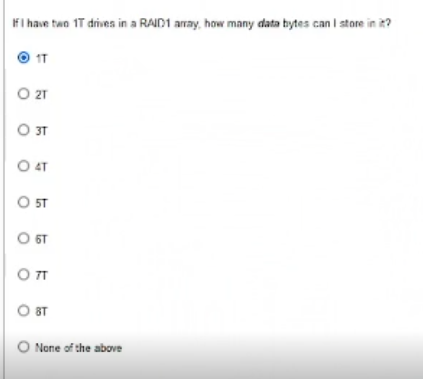 If I have two 1T drives in a RAID1 array, how many data bytes can I store in it?
1T
2T
3T
4T
5T
6T
7T
8T
None of the above